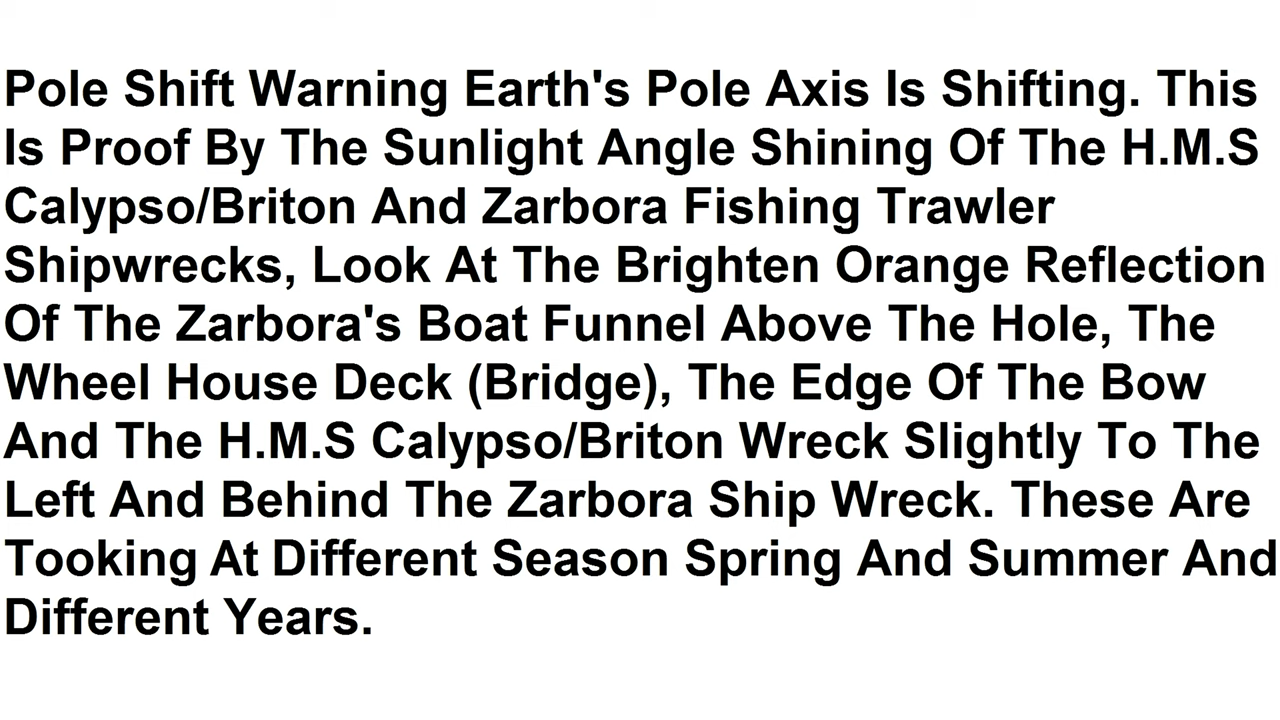 Pole Shift Warning Earth's Pole Axis Is Shifting. This
Is Proof By The Sunlight Angle Shining Of The H.M.S
Calypso/Briton And Zarbora Fishing Trawler
Shipwrecks, Look At The Brighten Orange Reflection
Of The Zarbora's Boat Funnel Above The Hole, The
Wheel House Deck (Bridge), The Edge Of The Bow
And The H.M.S Calypso/Briton Wreck Slightly To The
Left And Behind The Zarbora Ship Wreck. These Are
Tooking At Different Season Spring And Summer And
Different Years.